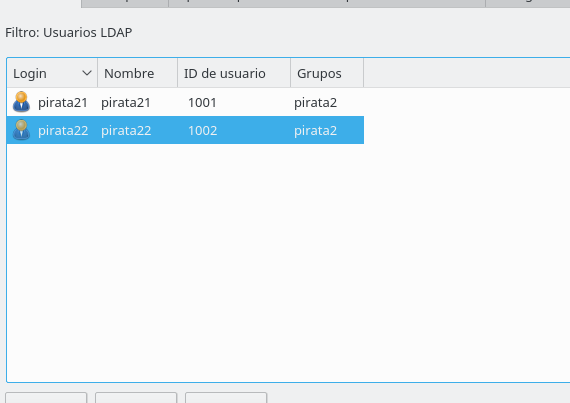 Filtro: Usuarios LDAP
Login Nombre ID de usuario Grupos
pirata21 pirata21 1001 pirata2
pirata22 pirata22 1002 pirata2